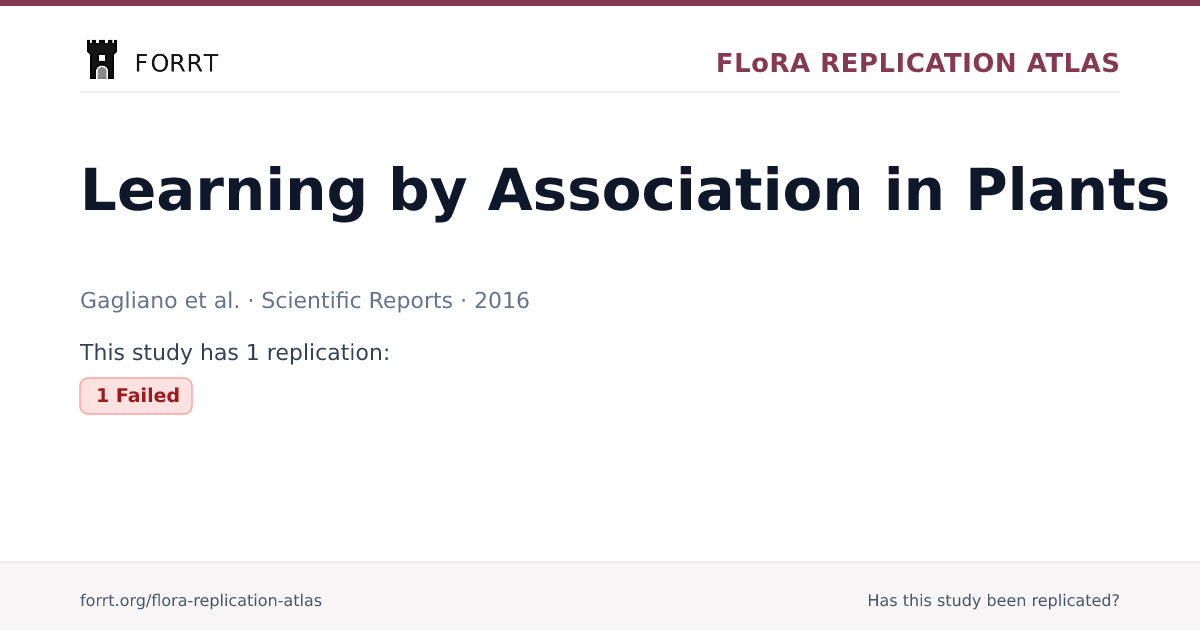 FORRT
FLoRA REPLICATION ATLAS
Learning by Association in Plants
Gagliano et al. · Scientific Reports · 2016
This study has 1 replication:
1 Failed
forrt.org/flora-replication-atlas
Has this study been replicated?